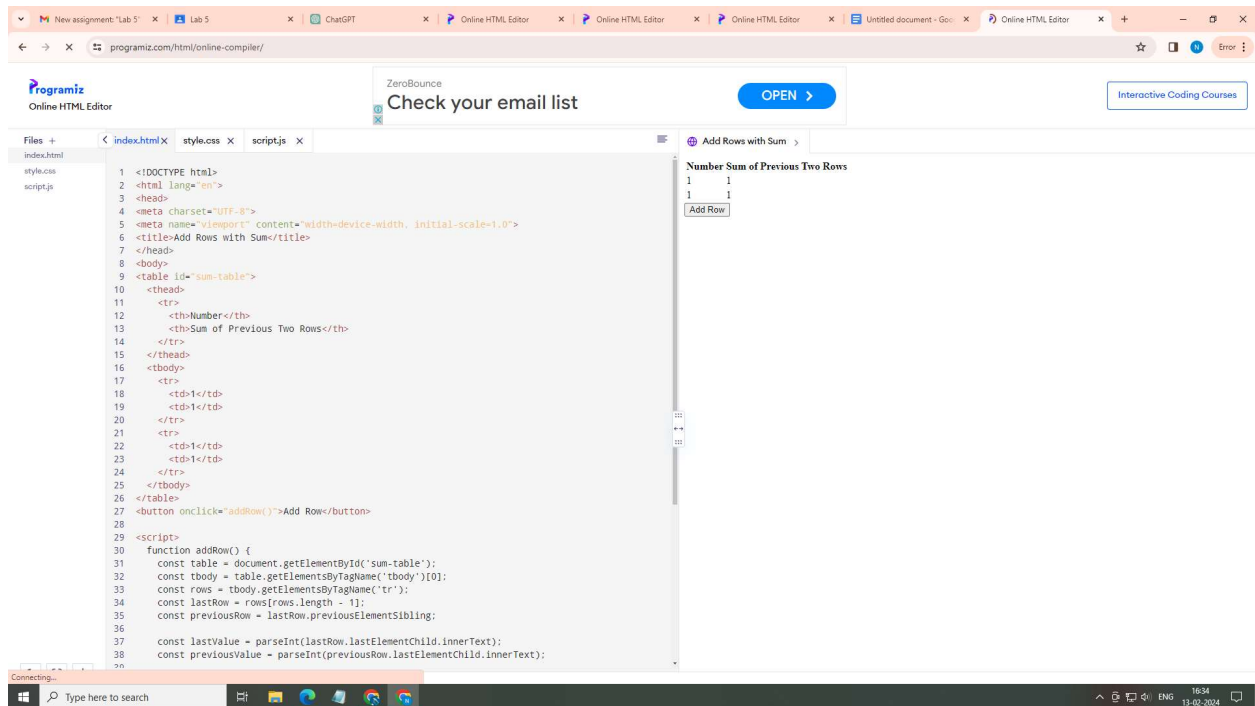 New assignment: "Lab 5"
Lab 5
ChatGPT
Online HTML Editor
Online HTML Editor
Online HTML Editor
Untitled document - Goo
Online HTML Editor
programiz.com/html/online-compiler/
N
Error
Programiz
Online HTML Editor
ZeroBounce
Check your email list
OPEN >
Interactive Coding Courses
Files +
index.html
style.css
script.js
index.html X style.css X script.js X
1 <!DOCTYPE html>
2 <html lang="en">
3 <head>
4 <meta charset="UTF-8">
5 <meta name="viewport" content="width=device-width, initial-scale=1.0">
6 <title>Add Rows with Sum</title>
7 </head>
8 <body>
9 <table id="sum-table">
10 <thead>
11 <tr>
12 <th>Number</th>
13 <th>Sum of Previous Two Rows</th>
14 </tr>
15 </thead>
16 <tbody>
17 <tr>
18 <td>1</td>
19 <td>1</td>
20 </tr>
21 <tr>
22 <td>1</td>
23 <td>1</td>
24 </tr>
25 </tbody>
26 </table>
27 <button onclick="addRow()">Add Row</button>
28
29 <script>
30 function addRow() {
31 const table = document.getElementById('sum-table');
32 const tbody = table.getElementsByTagName('tbody')[0];
33 const rows = tbody.getElementsByTagName('tr');
34 const lastRow = rows[rows.length - 1];
35 const previousRow = lastRow.previousElementSibling;
36
37 const lastValue = parseInt(lastRow.lastElementChild.innerText);
38 const previousValue = parseInt(previousRow.lastElementChild.innerText);
Add Rows with Sum >
Number Sum of Previous Two Rows
1 1
1 1
Add Row
Connecting...
Type here to search
ENG
16:34
13-02-2024